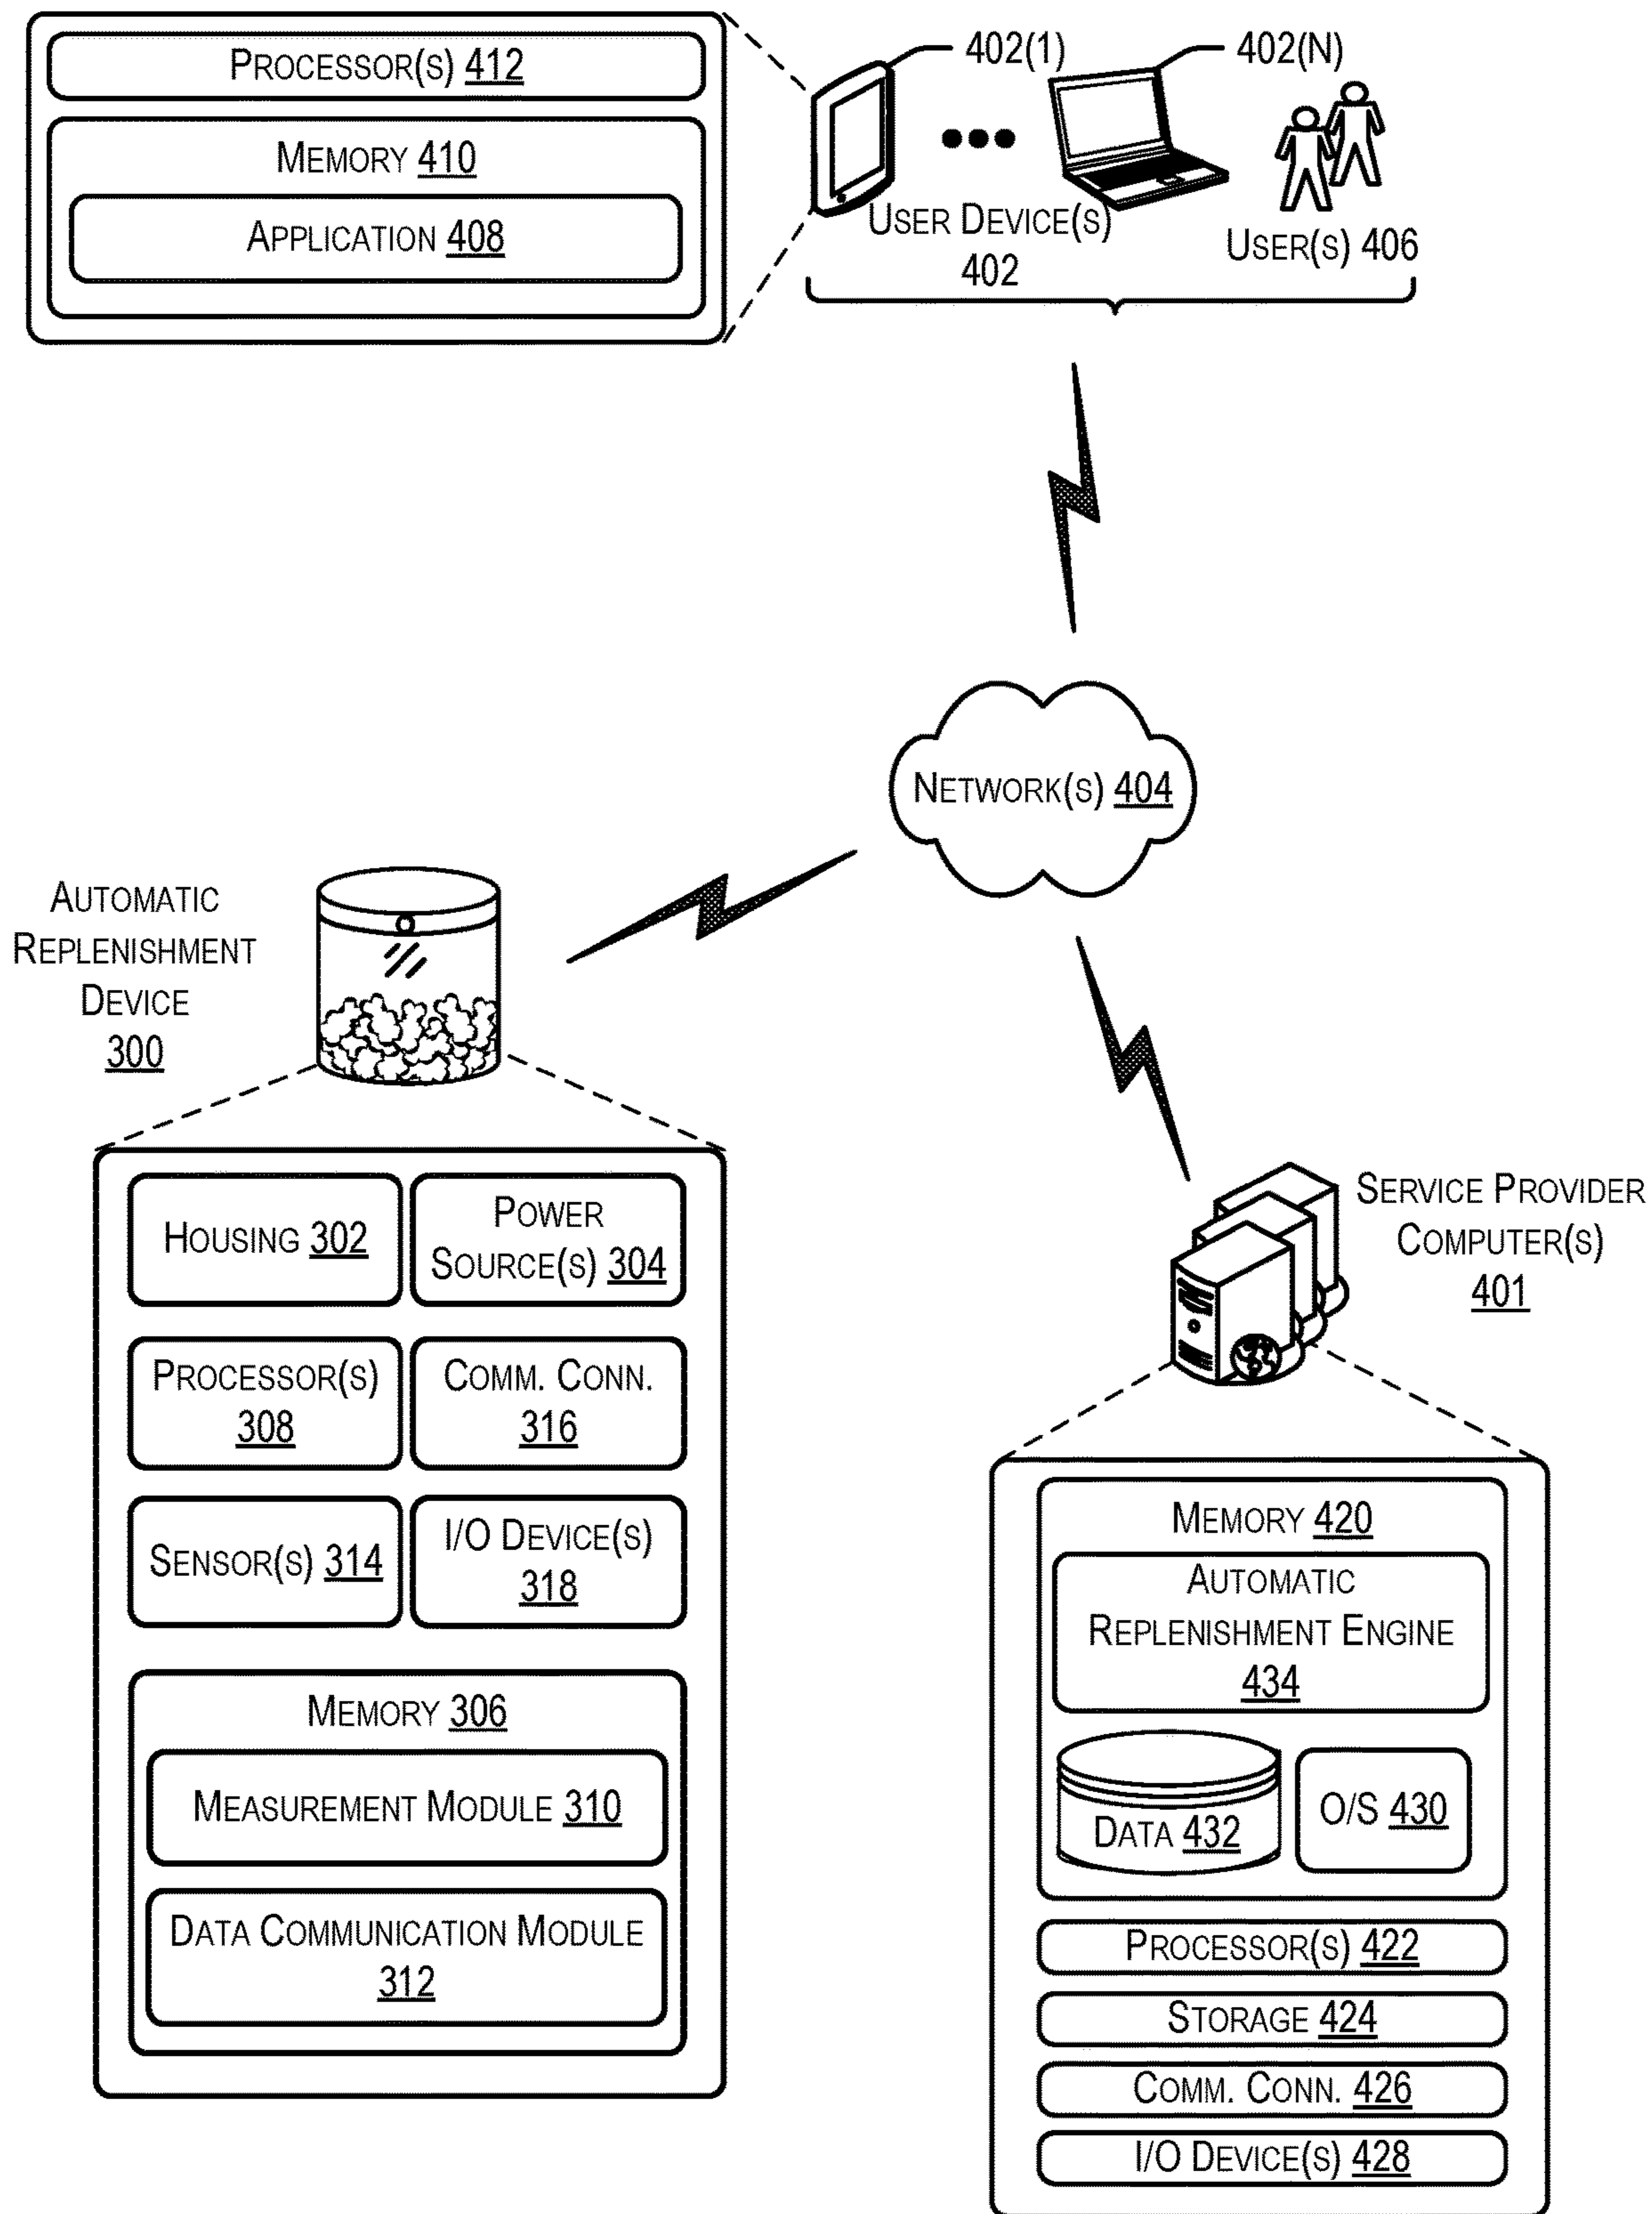 PROCESSOR(S) 412
MEMORY 410
APPLICATION 408
402(1)
402(N)
USER DEVICE(S)
402
USER(S) 406
NETWORK(S) 404
AUTOMATIC
REPLENISHMENT
DEVICE
300
HOUSING 302
POWER
SOURCE(S) 304
PROCESSOR(S)
308
COMM. CONN.
316
SENSOR(S) 314
I/O DEVICE(S)
318
MEMORY 306
MEASUREMENT MODULE 310
DATA COMMUNICATION MODULE
312
SERVICE PROVIDER
COMPUTER(S)
401
MEMORY 420
AUTOMATIC
REPLENISHMENT ENGINE
434
DATA 432
O/S 430
PROCESSOR(S) 422
STORAGE 424
COMM. CONN. 426
I/O DEVICE(S) 428